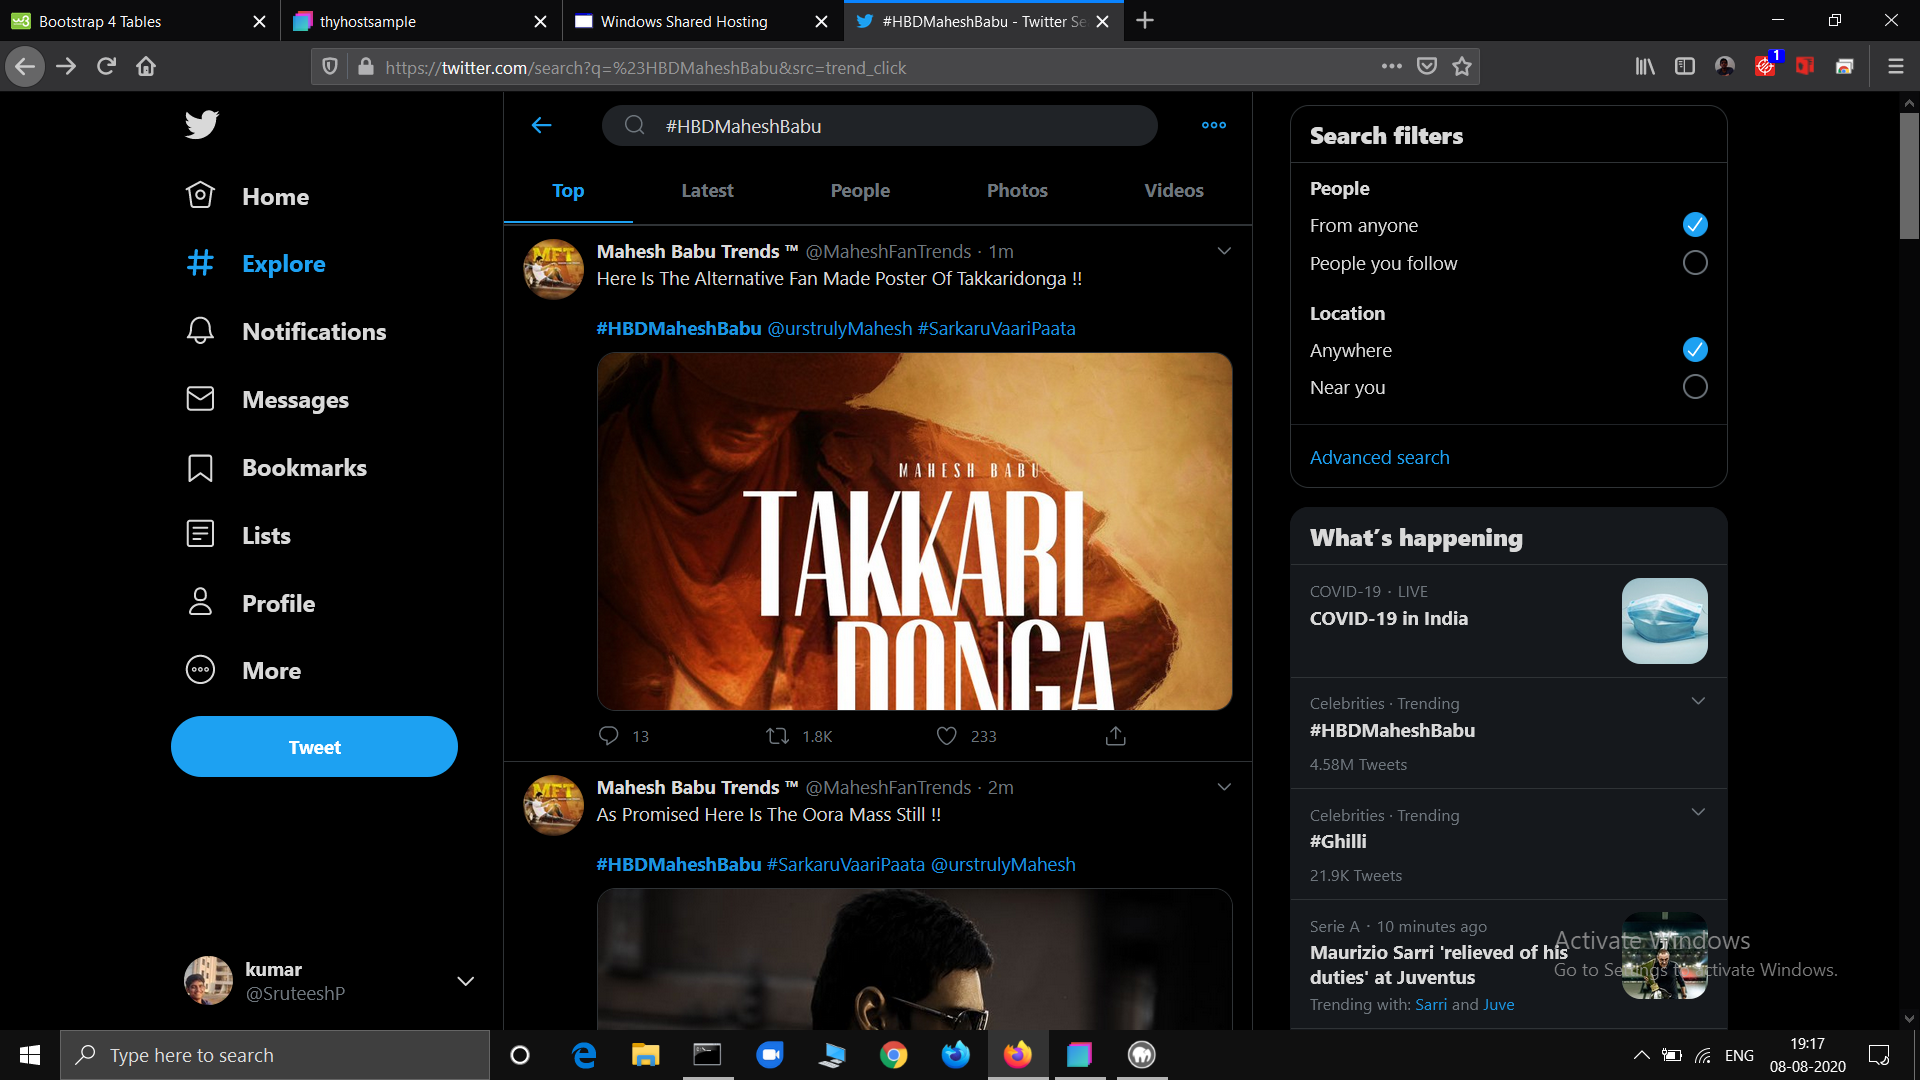 Bootstrap 4 Tables
thyhostsample
Windows Shared Hosting
#HBDMaheshBabu - Twitter Se
https://twitter.com/search?q=%23HBDMaheshBabu&src=trend_click
1
#HBDMaheshBabu
Top
Latest
People
Photos
Videos
Home
Explore
Notifications
Messages
Bookmarks
Lists
Profile
More
Tweet
kumar
@SruteeshP
MFT
Mahesh Babu Trends ™ @MaheshFanTrends · 1m
Here Is The Alternative Fan Made Poster Of Takkaridonga !!
#HBDMaheshBabu @urstrulyMahesh #SarkaruVaariPaata
MAHESH BABU
TAKKARI
DONGA
13
1.8K
233
MFT
Mahesh Babu Trends ™ @MaheshFanTrends · 2m
As Promised Here Is The Oora Mass Still !!
#HBDMaheshBabu #SarkaruVaariPaata @urstrulyMahesh
Search filters
People
From anyone
People you follow
Location
Anywhere
Near you
Advanced search
What's happening
COVID-19 · LIVE
COVID-19 in India
Celebrities · Trending
#HBDMaheshBabu
4.58M Tweets
Celebrities · Trending
#Ghilli
21.9K Tweets
Serie A · 10 minutes ago
Maurizio Sarri 'relieved of his
duties' at Juventus
Trending with: Sarri and Juve
Activate Windows
Go to Settings to activate Windows.
Type here to search
ENG
19:17
08-08-2020